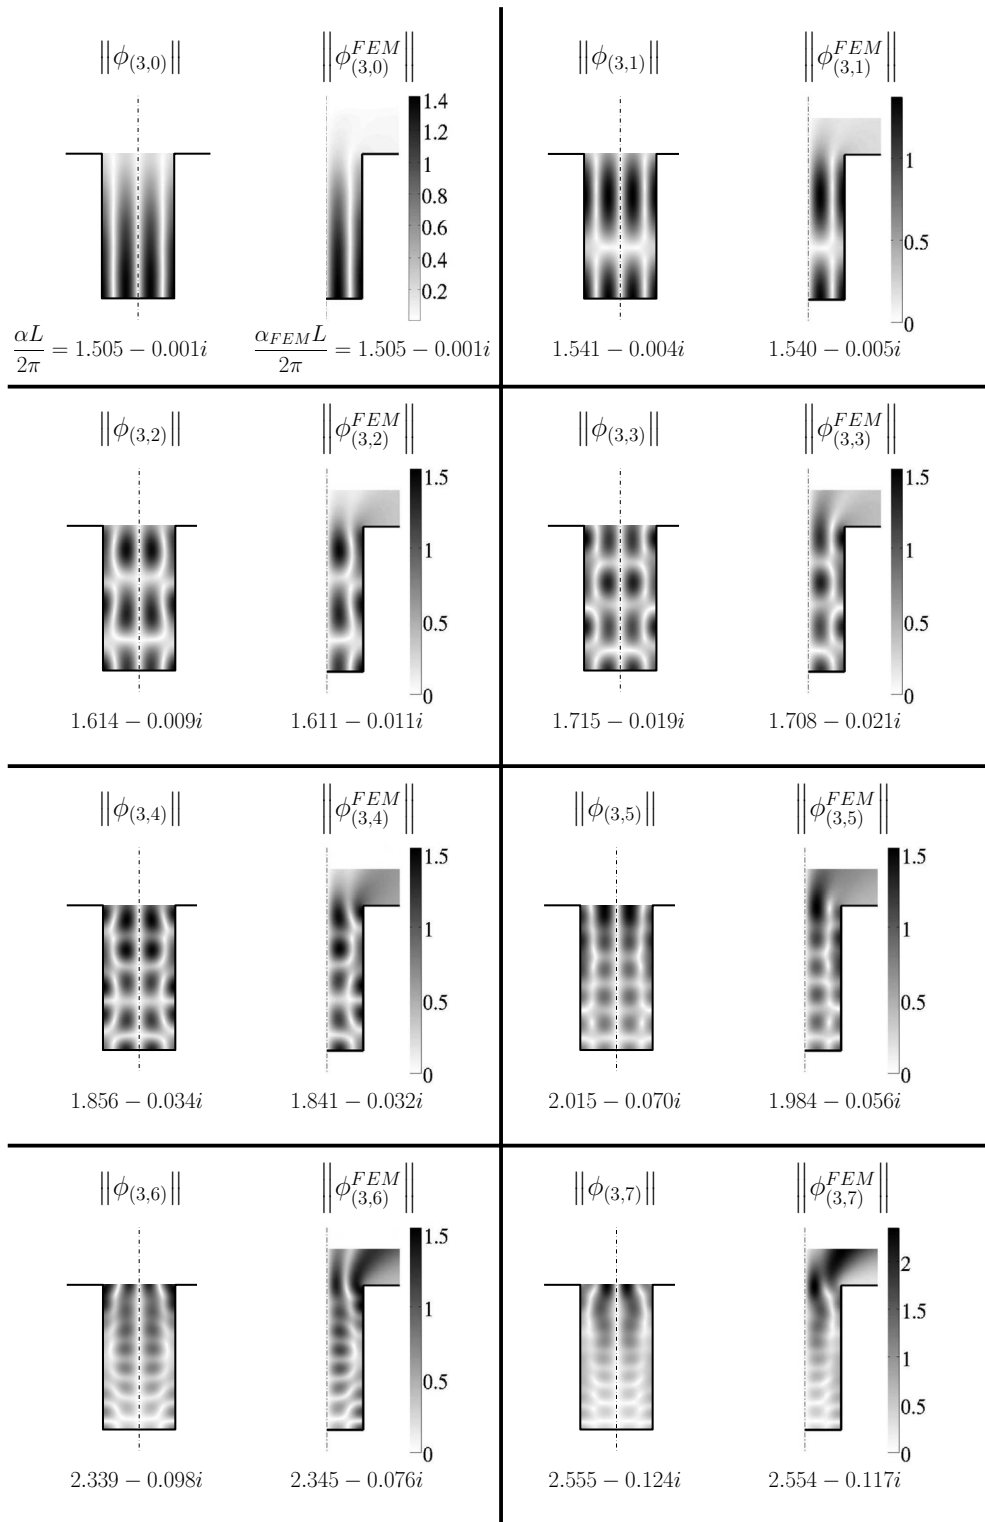 ||ϕ(3,0)|| ||ϕ^FEM_(3,0)||
1.4
1.2
1
0.8
0.6
0.4
0.2
αL/2π = 1.505 − 0.001i α_FEM L/2π = 1.505 − 0.001i
||ϕ(3,1)|| ||ϕ^FEM_(3,1)||
1
0.5
0
1.541 − 0.004i 1.540 − 0.005i
||ϕ(3,2)|| ||ϕ^FEM_(3,2)||
1.5
1
0.5
0
1.614 − 0.009i 1.611 − 0.011i
||ϕ(3,3)|| ||ϕ^FEM_(3,3)||
1.5
1
0.5
0
1.715 − 0.019i 1.708 − 0.021i
||ϕ(3,4)|| ||ϕ^FEM_(3,4)||
1.5
1
0.5
0
1.856 − 0.034i 1.841 − 0.032i
||ϕ(3,5)|| ||ϕ^FEM_(3,5)||
1.5
1
0.5
0
2.015 − 0.070i 1.984 − 0.056i
||ϕ(3,6)|| ||ϕ^FEM_(3,6)||
1.5
1
0.5
0
2.339 − 0.098i 2.345 − 0.076i
||ϕ(3,7)|| ||ϕ^FEM_(3,7)||
2
1.5
1
0.5
0
2.555 − 0.124i 2.554 − 0.117i